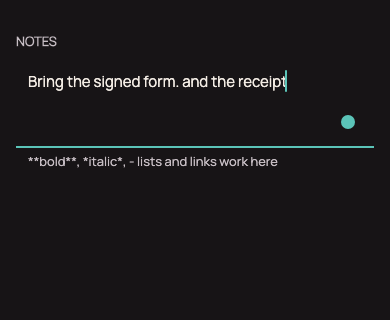 NOTES
Bring the signed form. and the receipt
**bold**, *italic*, - lists and links work here